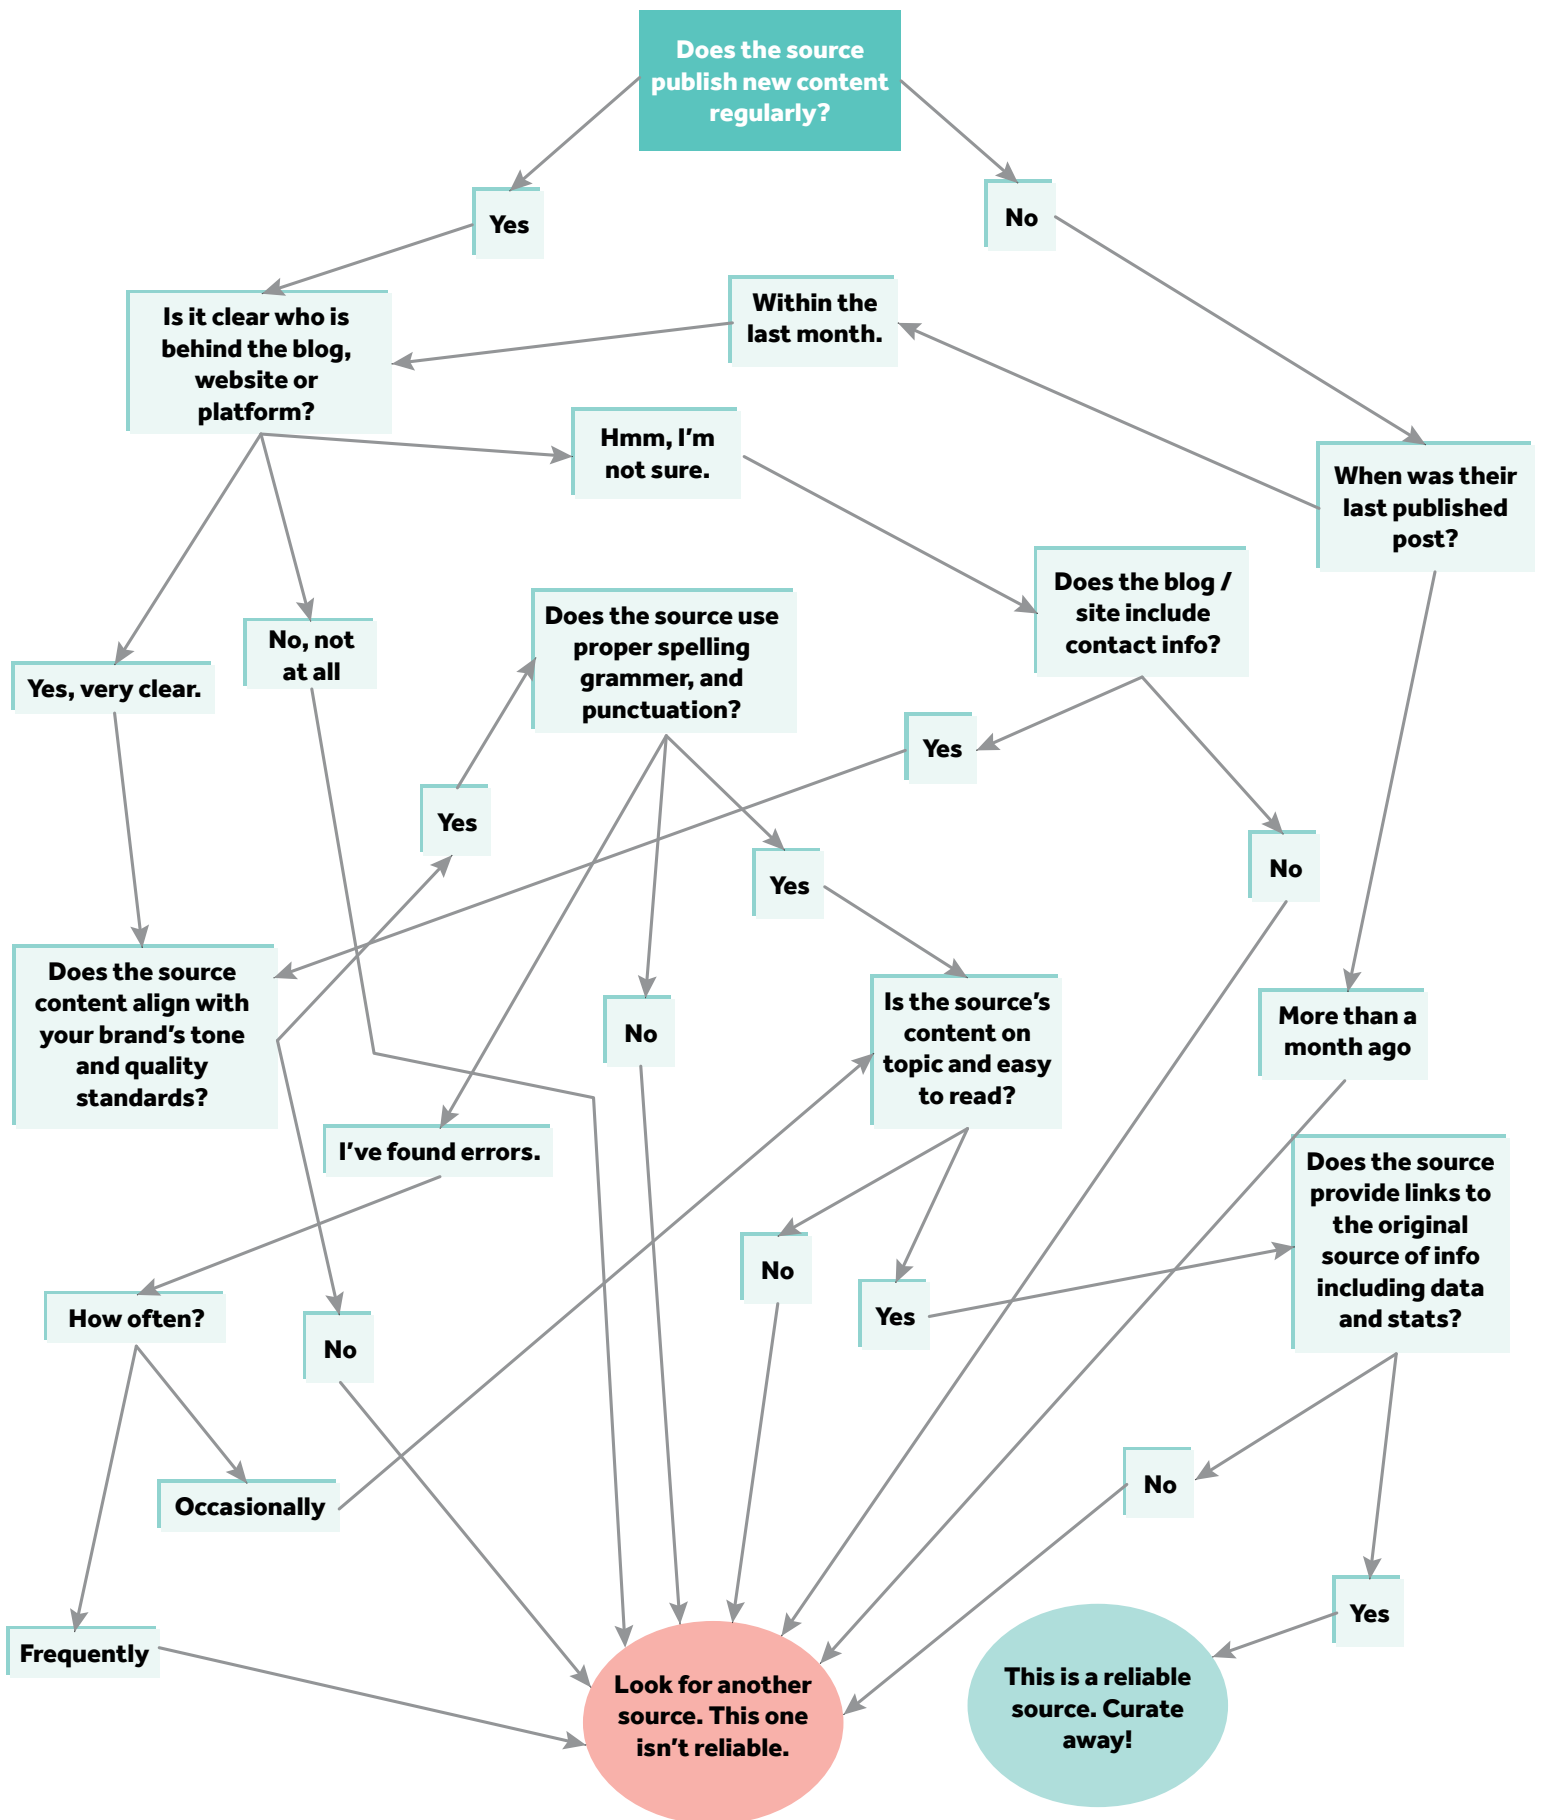 Does the source
publish new content
regularly?
Yes
No
Within the
last month.
Is it clear who is
behind the blog,
website or
platform?
Hmm, I'm
not sure.
When was their
last published
post?
Does the blog /
site include
contact info?
Does the source use
proper spelling
grammer, and
punctuation?
No, not
at all
Yes, very clear.
Yes
Yes
Yes
No
Does the source
content align with
your brand's tone
and quality
standards?
No
Is the source's
content on
topic and easy
to read?
More than a
month ago
I've found errors.
Does the source
provide links to
the original
source of info
including data
and stats?
No
Yes
How often?
No
Occasionally
No
Yes
Frequently
Look for another
source. This one
isn't reliable.
This is a reliable
source. Curate
away!